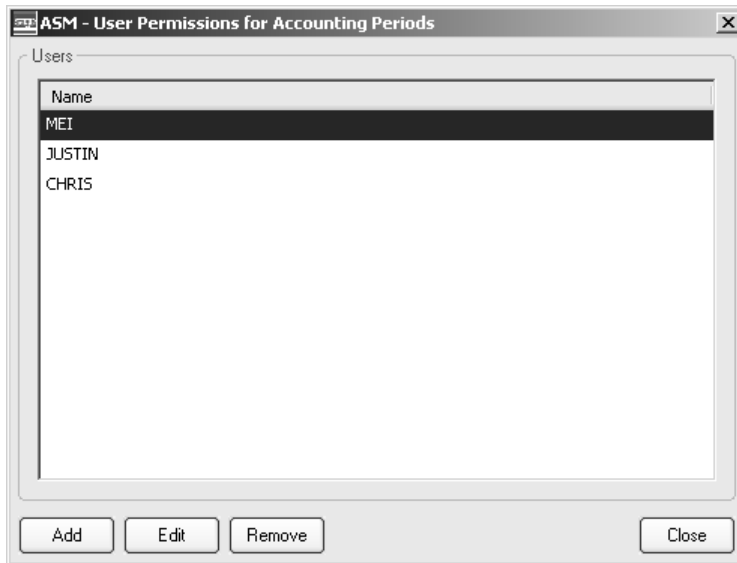 ASM - User Permissions for Accounting Periods
Users
Name
MEI
JUSTIN
CHRIS
Add Edit Remove Close